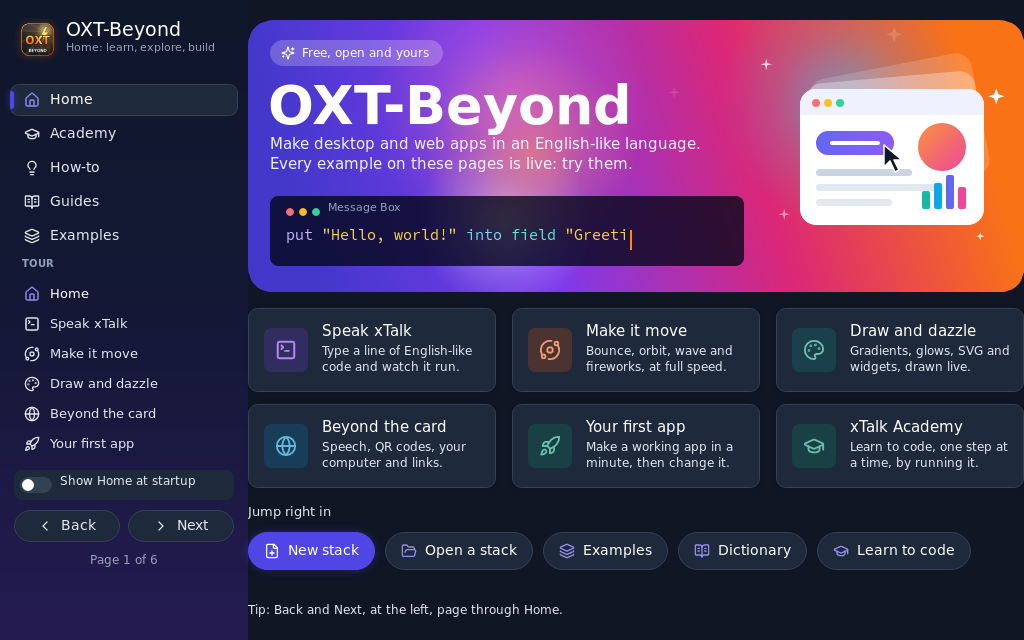 OXT-Beyond
Home: learn, explore, build
OXT
BEYOND
Home
Academy
How-to
Guides
Examples
TOUR
Home
Speak xTalk
Make it move
Draw and dazzle
Beyond the card
Your first app
Show Home at startup
Back
Next
Page 1 of 6
Free, open and yours
OXT-Beyond
Make desktop and web apps in an English-like language.
Every example on these pages is live: try them.
Message Box
put "Hello, world!" into field "Greeti
Speak xTalk
Type a line of English-like
code and watch it run.
Make it move
Bounce, orbit, wave and
fireworks, at full speed.
Draw and dazzle
Gradients, glows, SVG and
widgets, drawn live.
Beyond the card
Speech, QR codes, your
computer and links.
Your first app
Make a working app in a
minute, then change it.
xTalk Academy
Learn to code, one step at
a time, by running it.
Jump right in
New stack
Open a stack
Examples
Dictionary
Learn to code
Tip: Back and Next, at the left, page through Home.